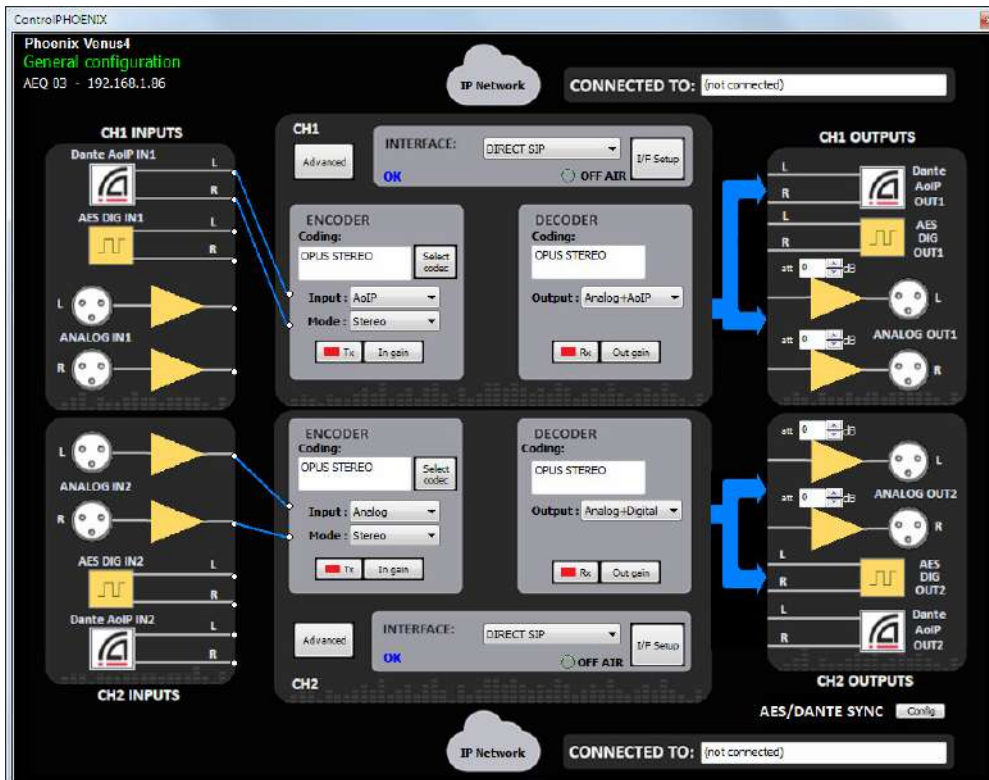 ControlPHOENIX
Phoenix Venus4
General configuration
AEQ 03 - 192.168.1.86
IP Network
CONNECTED TO: (not connected)
CH1 INPUTS
Dante AoIP IN1
L
R
AES DIG IN1
L
R
L
ANALOG IN1
R
CH1
Advanced
INTERFACE: DIRECT SIP
OK
OFF AIR
I/F Setup
ENCODER
Coding:
OPUS STEREO
Select codec
Input : AoIP
Mode : Stereo
Tx In gain
DECODER
Coding:
OPUS STEREO
Output : Analog+AoIP
Rx Out gain
CH1 OUTPUTS
L
R
Dante
AoIP
OUT1
L
R
AES
DIG
OUT1
att 0 dB
L
ANALOG OUT1
att 0 dB
R
L
ANALOG IN2
R
AES DIG IN2
L
R
Dante AoIP IN2
L
R
CH2 INPUTS
ENCODER
Coding:
OPUS STEREO
Select codec
Input : Analog
Mode : Stereo
Tx In gain
DECODER
Coding:
OPUS STEREO
Output : Analog+Digital
Rx Out gain
Advanced
INTERFACE: DIRECT SIP
OK
OFF AIR
I/F Setup
CH2
att 0 dB
L
ANALOG OUT2
att 0 dB
R
L
R
AES
DIG
OUT2
L
R
Dante
AoIP
OUT2
CH2 OUTPUTS
AES/DANTE SYNC Config
IP Network
CONNECTED TO: (not connected)